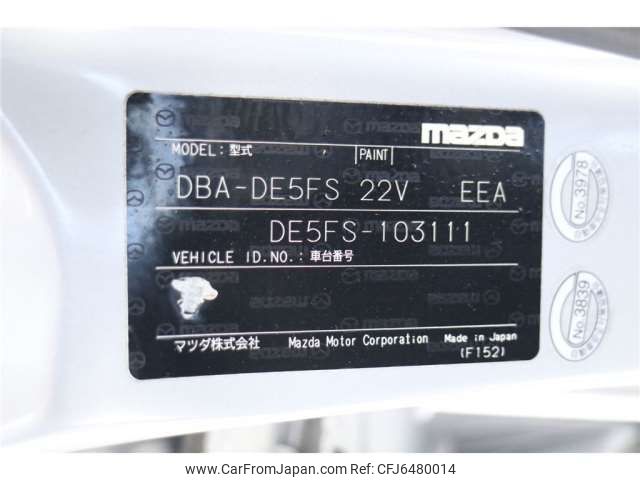 mazda
MODEL: 型式 PAINT
DBA-DE5FS 22V EEA
DE5FS-103111
VEHICLE ID.NO.: 車台番号
マツダ株式会社 Mazda Motor Corporation Made in Japan
(F152)
No 3978
No.3839
© www.CarFromJapan.com, ID:CFJ6480014